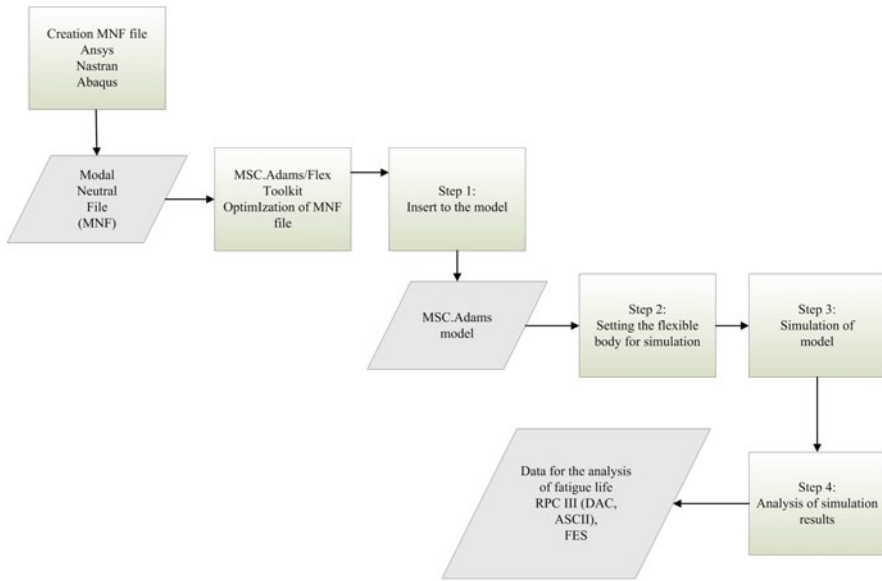 Creation MNF file
Ansys
Nastran
Abaqus
Modal
Neutral
File
(MNF)
MSC.Adams/Flex
Toolkit
OptimIzation of MNF
file
Step 1:
Insert to the model
MSC.Adams
model
Step 2:
Setting the flexible
body for simulation
Step 3:
Simulation of
model
Step 4:
Analysis of simulation
results
Data for the analysis
of fatigue life
RPC III (DAC,
ASCII),
FES